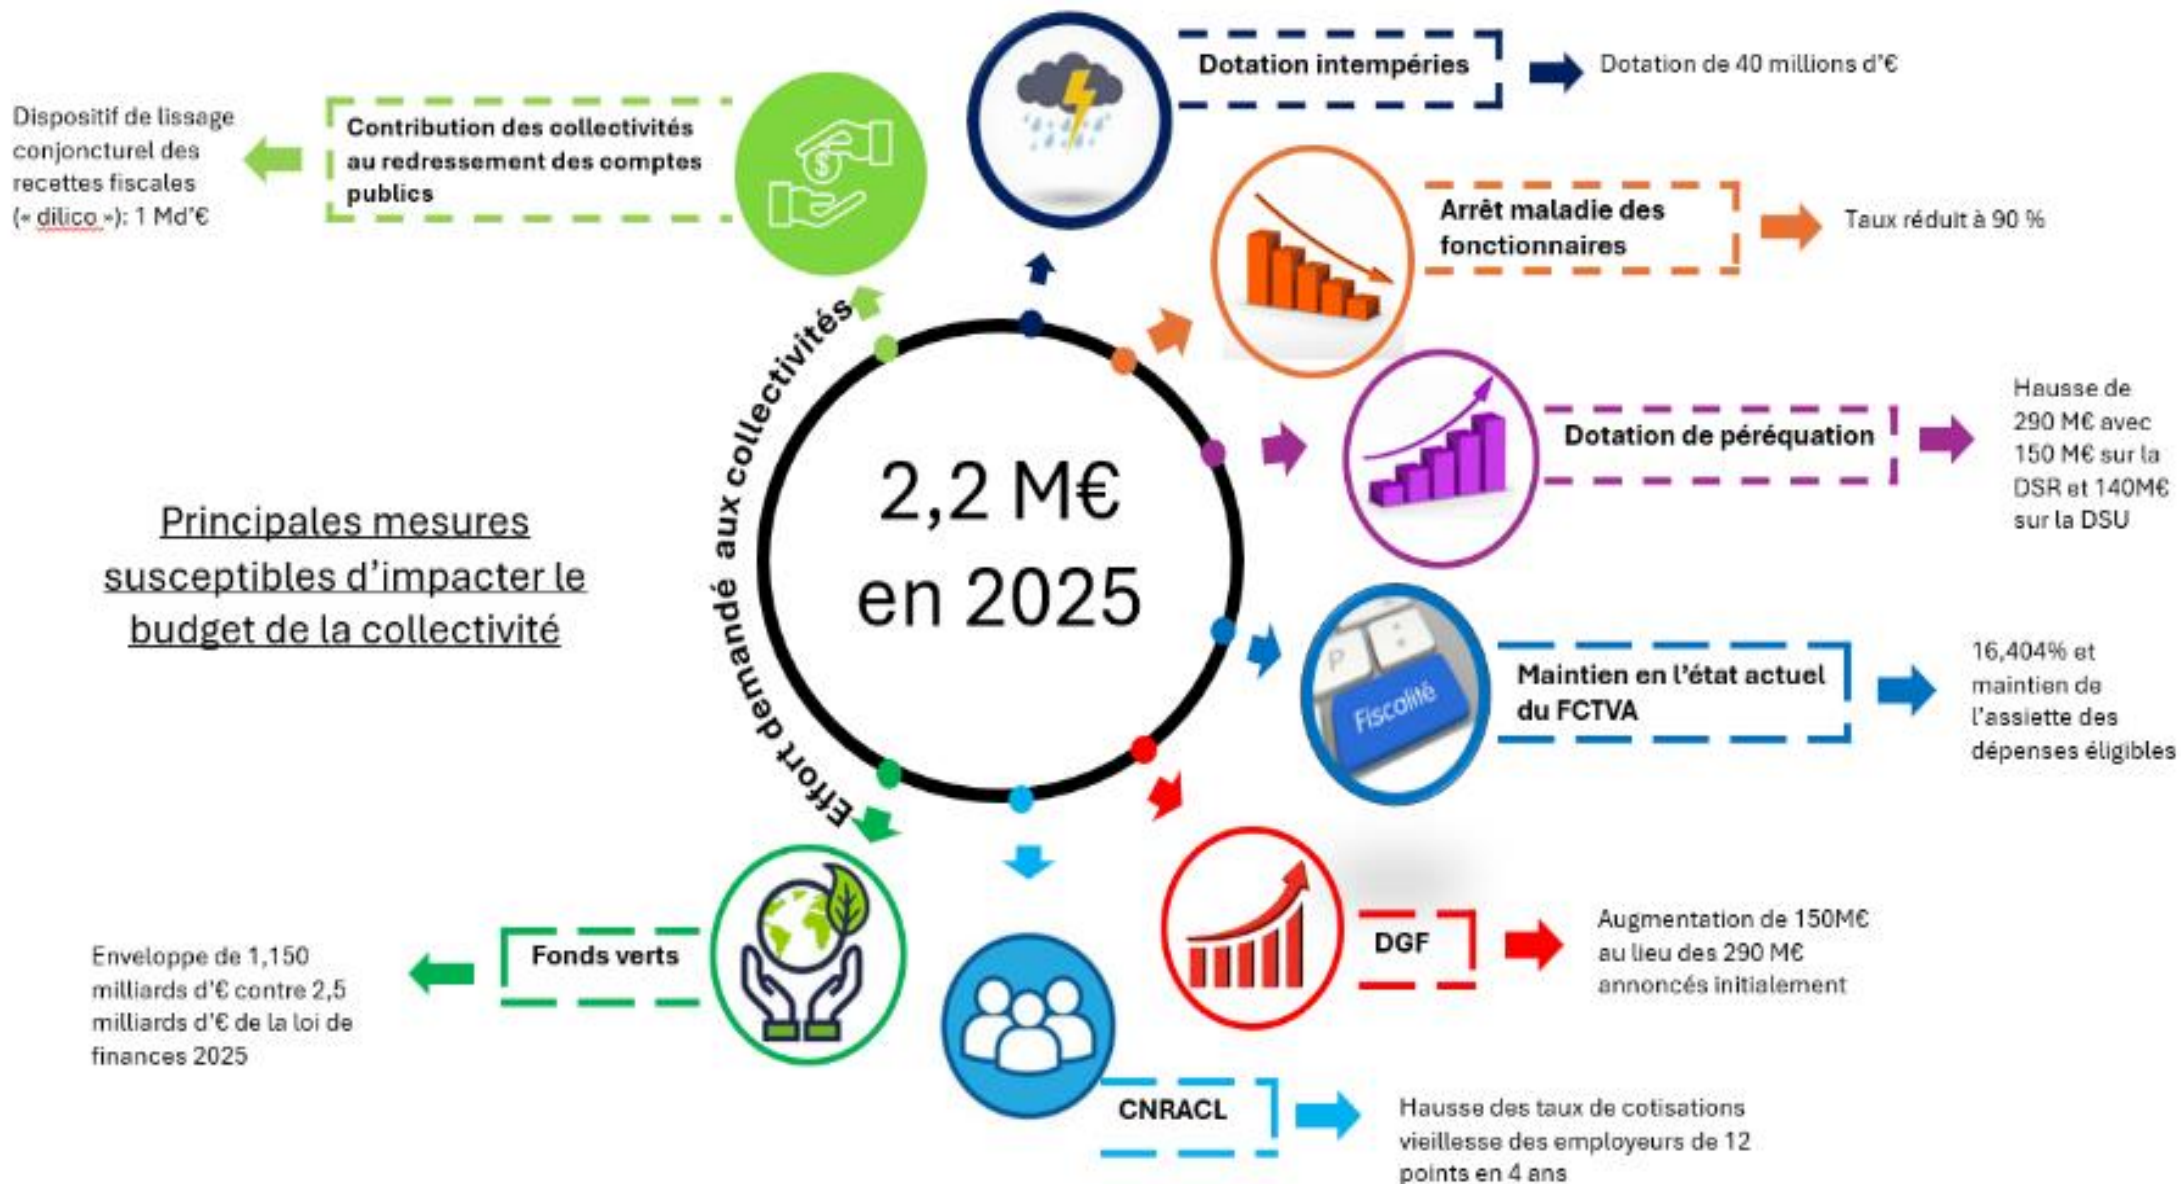 Dotation intempéries
Dotation de 40 millions d'€
Dispositif de lissage
conjoncturel des
recettes fiscales
(« dilico »): 1 Md'€
Contribution des collectivités
au redressement des comptes
publics
$
Arrêt maladie des
fonctionnaires
Taux réduit à 90 %
Effort demandé aux collectivités
2,2 M€
en 2025
Dotation de péréquation
Hausse de
290 M€ avec
150 M€ sur la
DSR et 140M€
sur la DSU
Principales mesures
susceptibles d'impacter le
budget de la collectivité
P
Fiscalité
Maintien en l'état actuel
du FCTVA
16,404% et
maintien de
l'assiette des
dépenses éligibles
DGF
Augmentation de 150M€
au lieu des 290 M€
annoncés initialement
Fonds verts
Enveloppe de 1,150
milliards d'€ contre 2,5
milliards d'€ de la loi de
finances 2025
CNRACL
Hausse des taux de cotisations
vieillesse des employeurs de 12
points en 4 ans